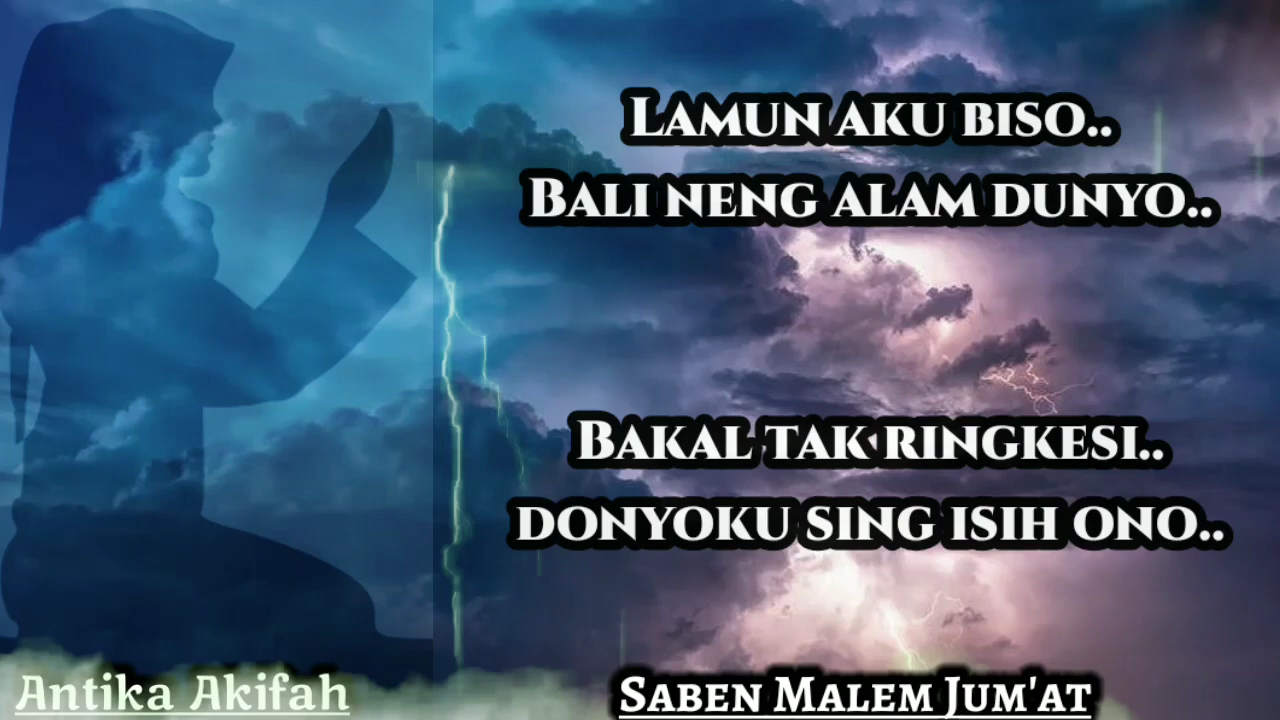 Lamun aku biso..
Bali neng alam dunyo..
Bakal tak ringkesi..
donyoku sing isih ono..
Antika Akifah
Saben Malem Jum'at